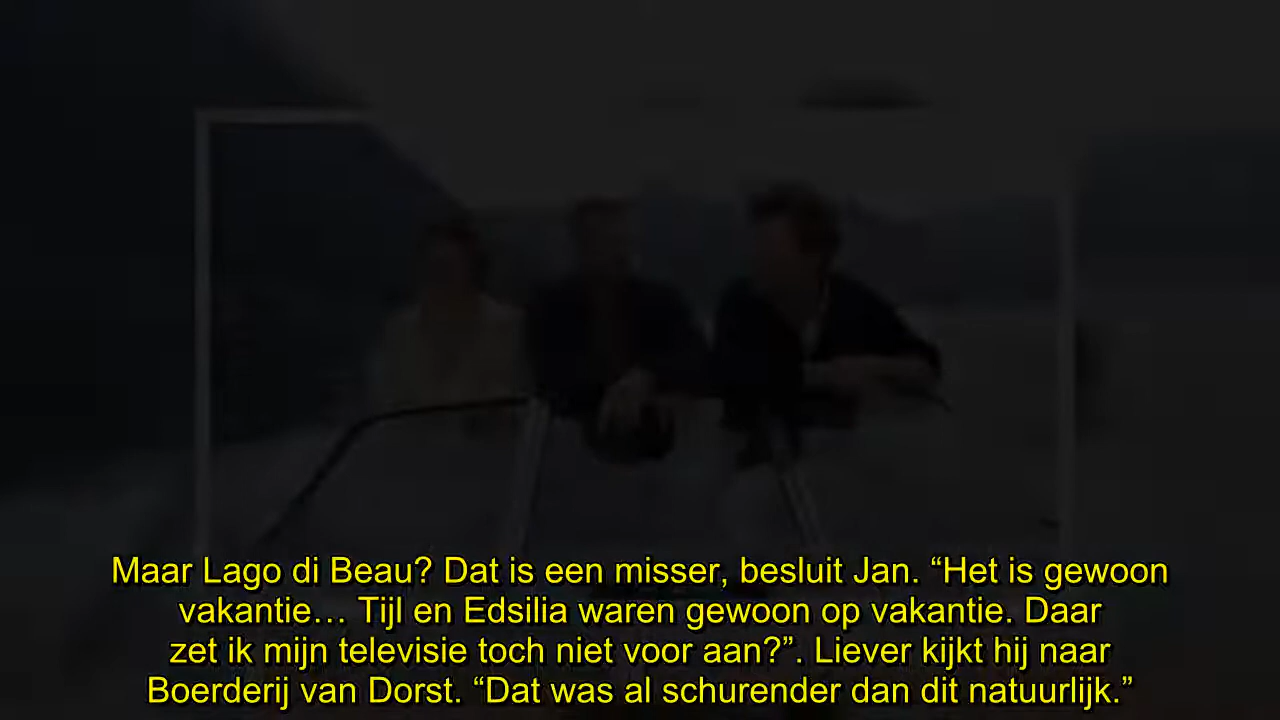 Maar Lago di Beau? Dat is een misser, besluit Jan. “Het is gewoon
vakantie… Tijl en Edsilia waren gewoon op vakantie. Daar
zet ik mijn televisie toch niet voor aan?”. Liever kijkt hij naar
Boerderij van Dorst. “Dat was al schurender dan dit natuurlijk.”